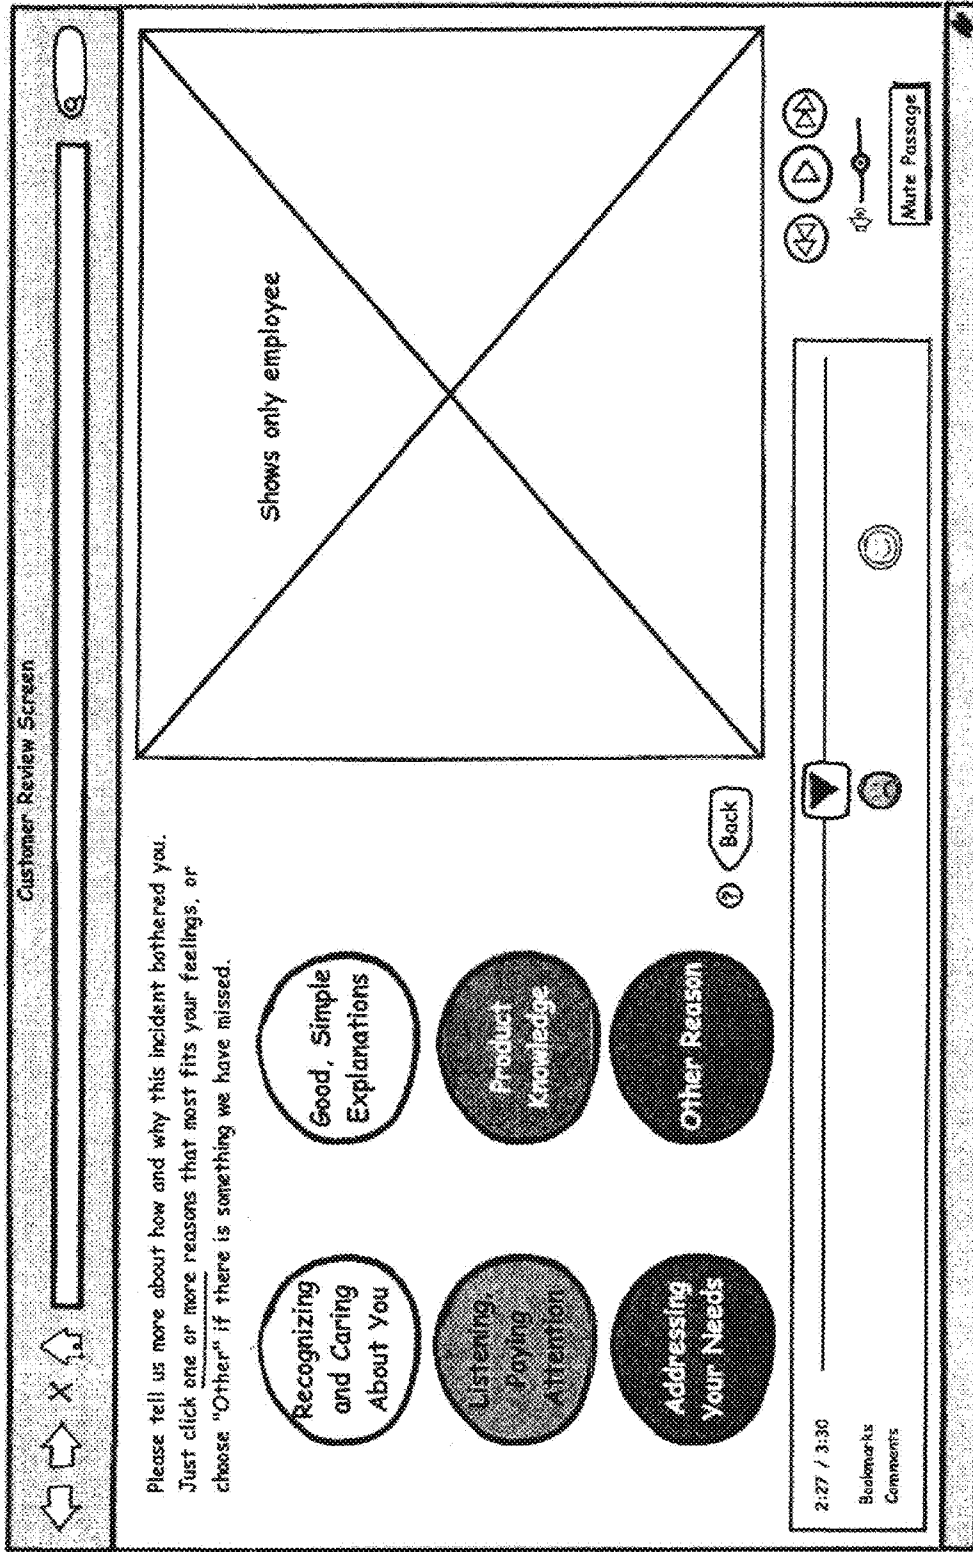 Customer Review Screen
Please tell us more about how and why this incident bothered you.
Just click one or more reasons that most fits your feelings, or
choose "Other" if there is something we have missed.
Recognizing
and Caring
About You
Good, Simple
Explanations
Listening,
Paying
Attention
Product
Knowledge
Addressing
your Needs
Other Reason
? Back
Shows only employee
2:27 / 3:30
Bookmarks
Comments
Mute Passage